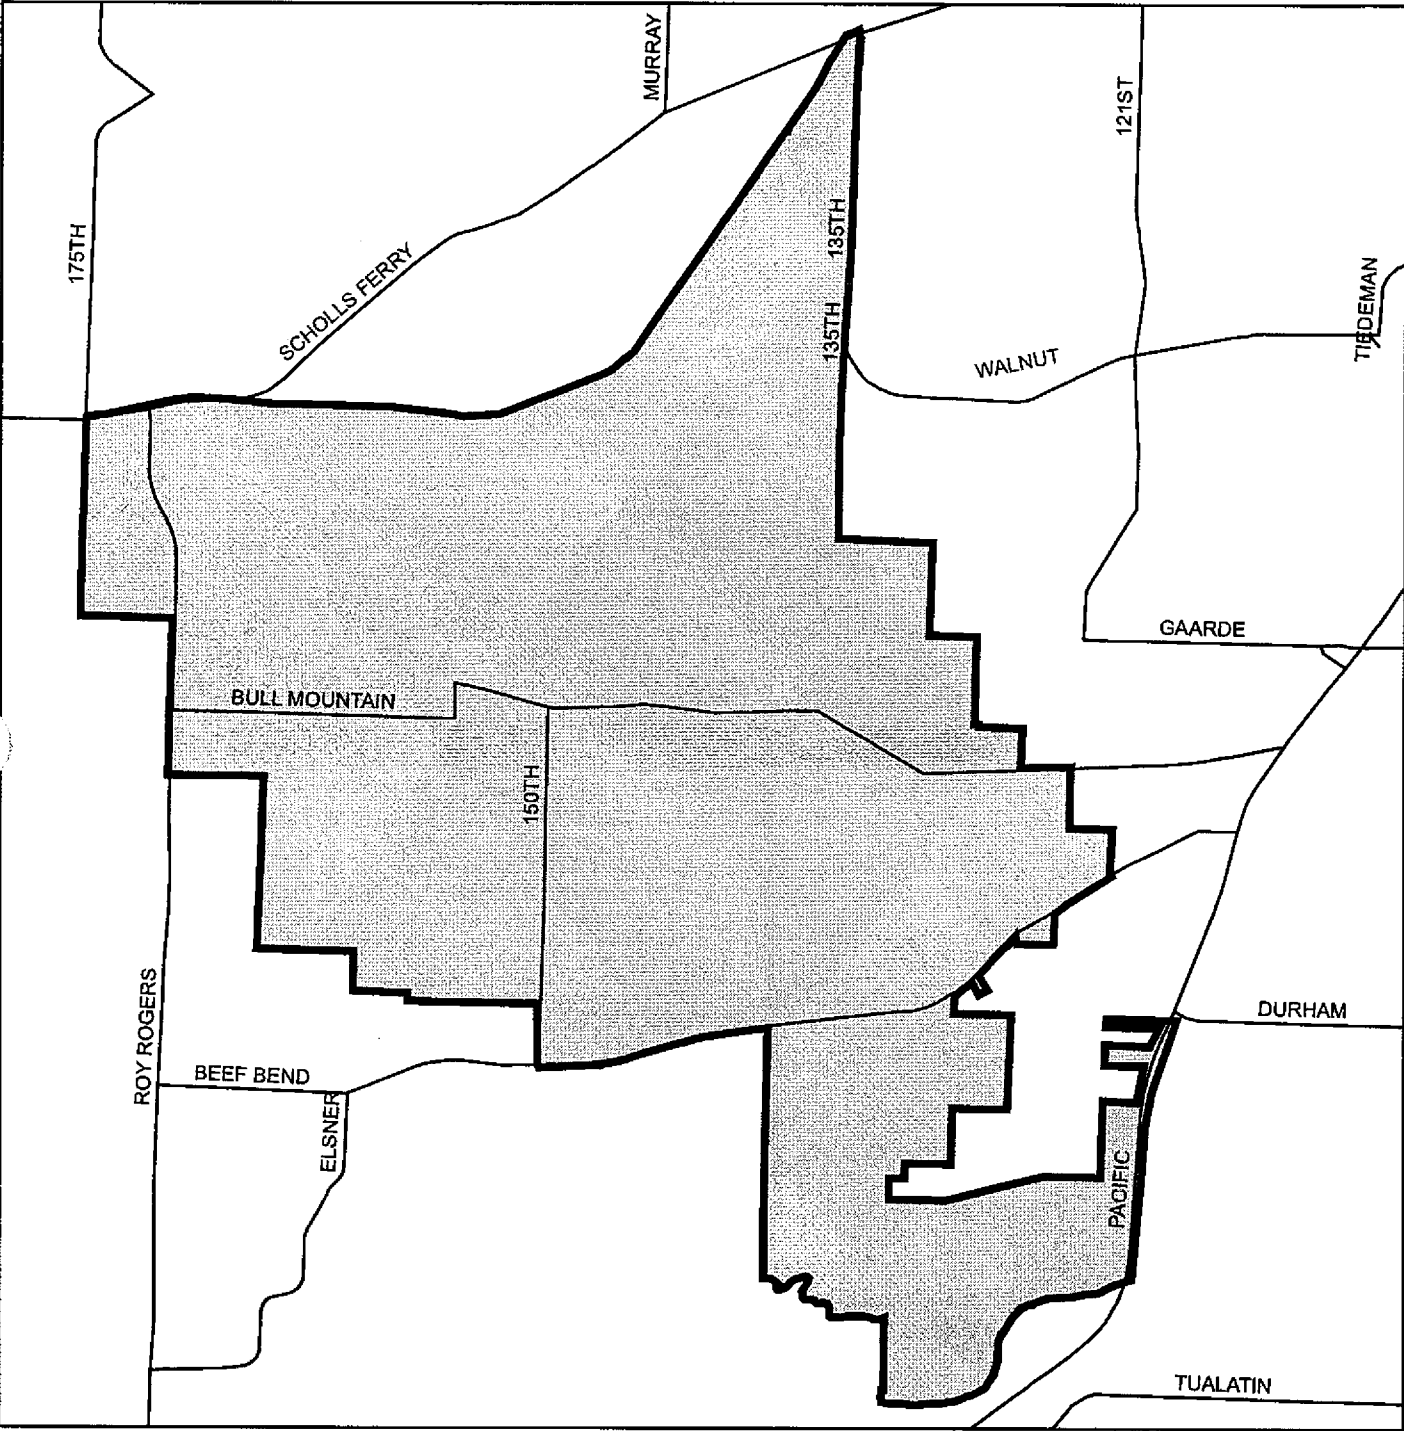 MURRAY
121ST
175TH
135TH
SCHOLLS FERRY
TIEDEMAN
135TH
WALNUT
GAARDE
BULL MOUNTAIN
150TH
ROY ROGERS
DURHAM
BEEF BEND
ELSNER
PACIFIC
TUALATIN